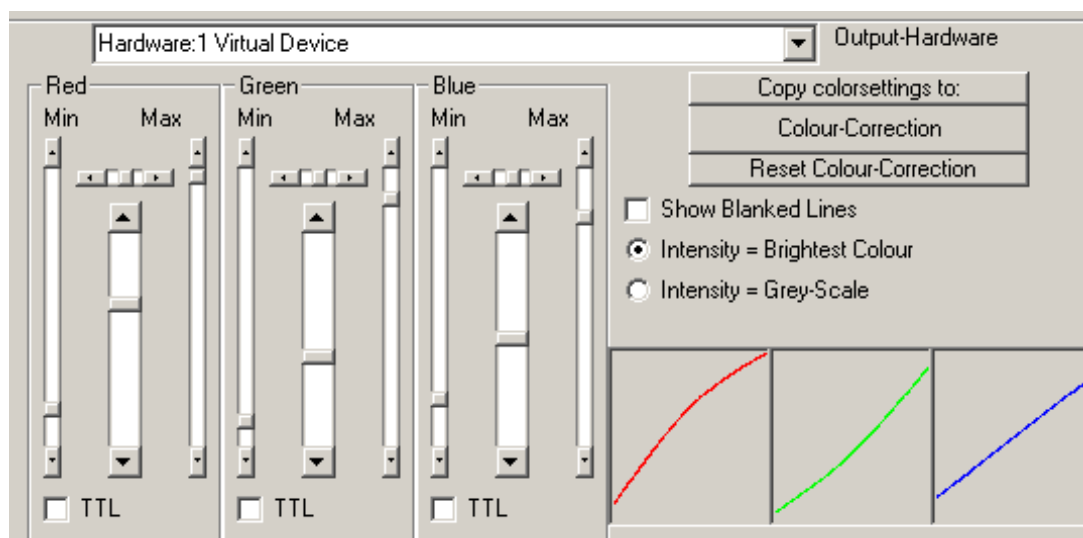 Hardware:1 Virtual Device
Output-Hardware
Red
Min Max
TTL
Green
Min Max
TTL
Blue
Min Max
TTL
Copy colorsettings to:
Colour-Correction
Reset Colour-Correction
Show Blanked Lines
Intensity = Brightest Colour
Intensity = Grey-Scale